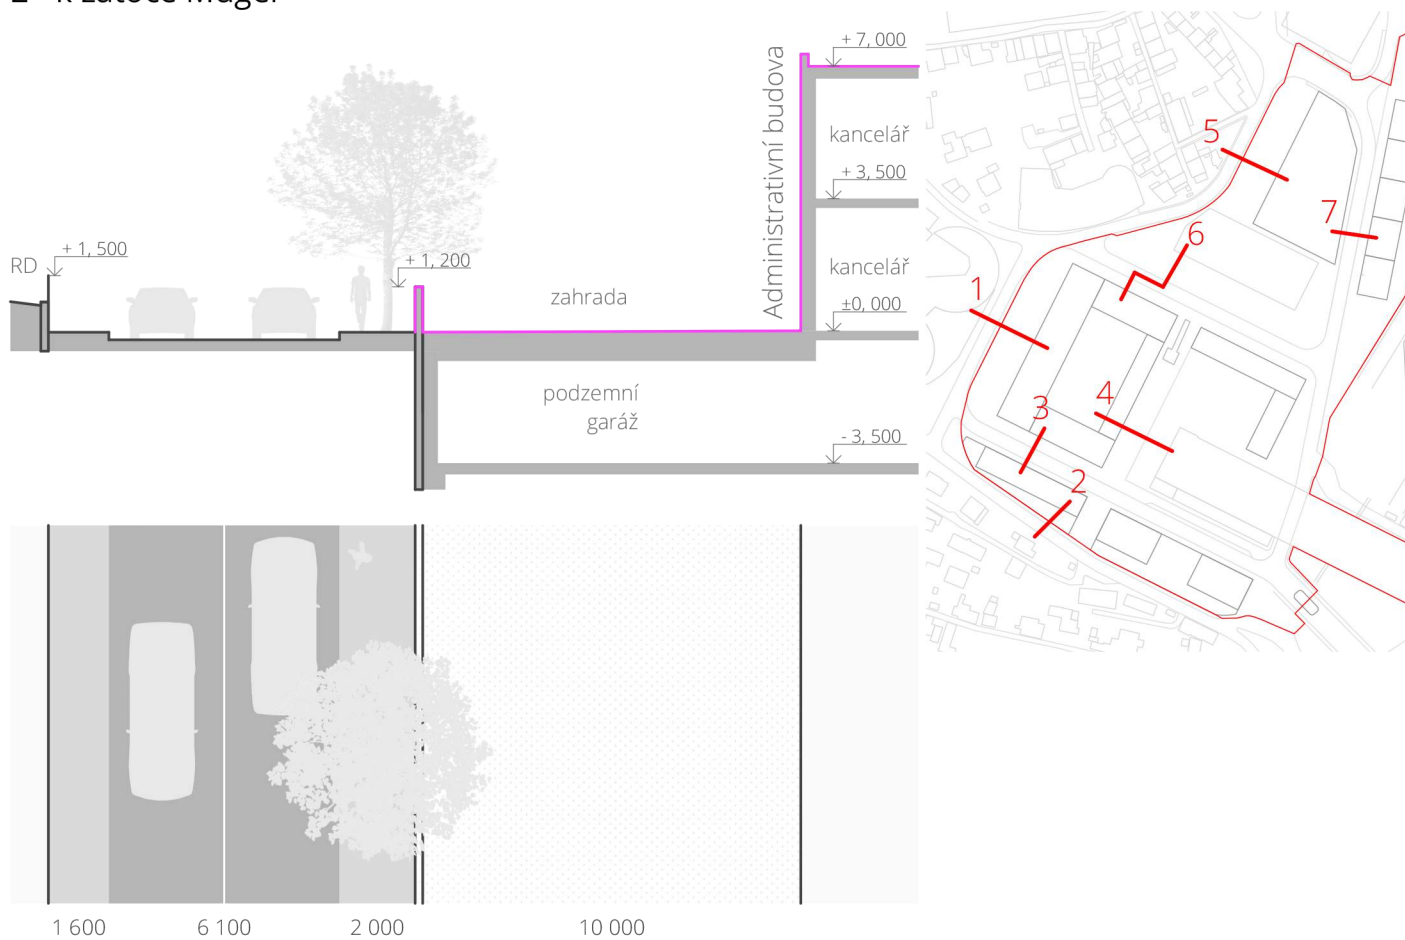 + 7, 000
Administrativní budova
kancelář
+ 3, 500
+ 1, 500
RD
+ 1, 200
kancelář
zahrada
±0, 000
podzemní
garáž
- 3, 500
1 600
6 100
2 000
10 000
5
7
6
1
4
3
2